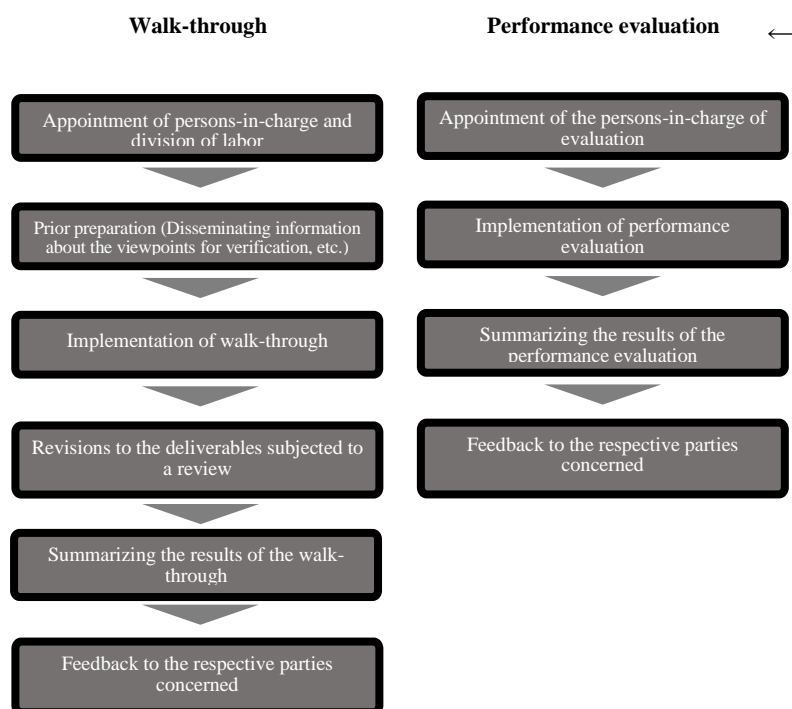 Walk-through
Appointment of persons-in-charge and
division of labor
Prior preparation (Disseminating information
about the viewpoints for verification, etc.)
Implementation of walk-through
Revisions to the deliverables subjected to
a review
Summarizing the results of the walk-
through
Feedback to the respective parties
concerned
Performance evaluation ←
Appointment of the persons-in-charge of
evaluation
Implementation of performance
evaluation
Summarizing the results of the
performance evaluation
Feedback to the respective parties
concerned